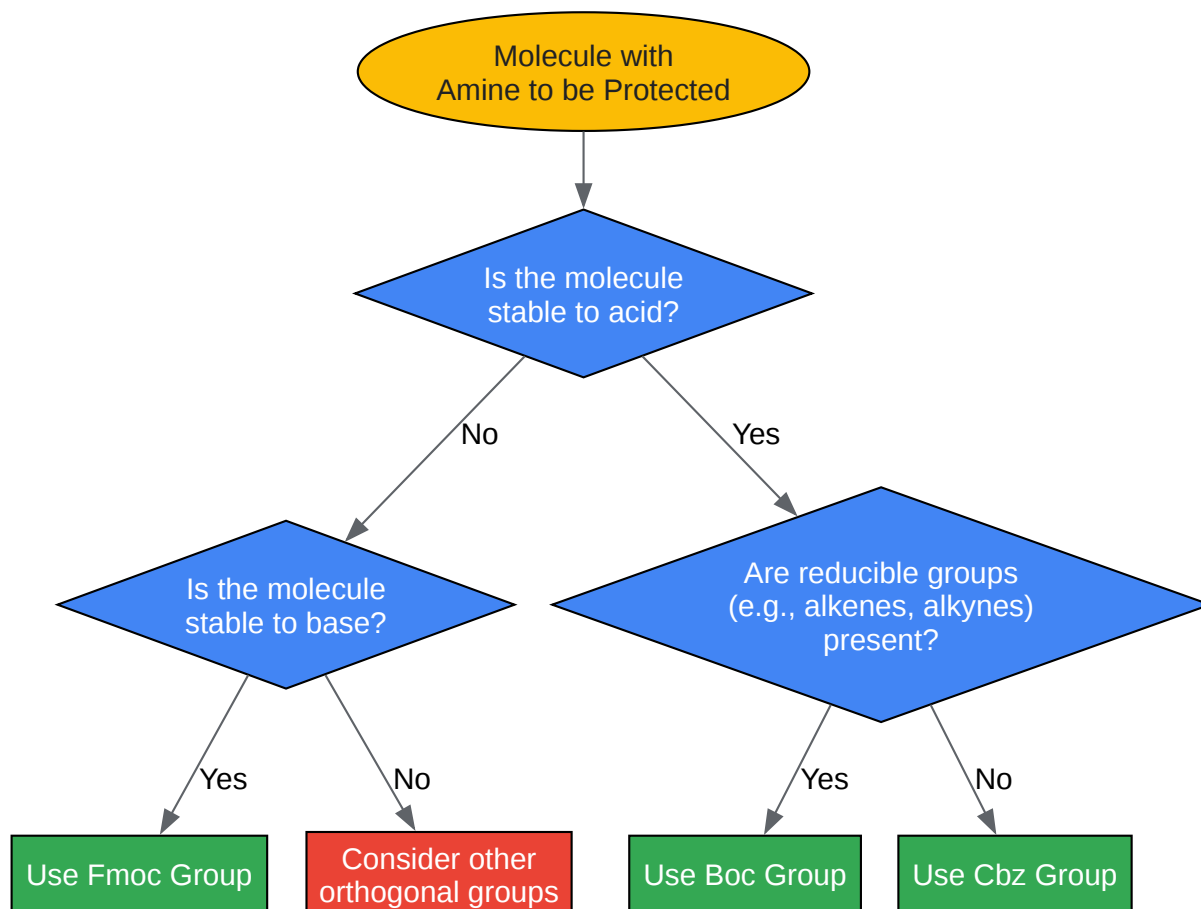 Molecule with
Amine to be Protected
Is the molecule
stable to acid?
No
Yes
Is the molecule
stable to base?
Are reducible groups
(e.g., alkenes, alkynes)
present?
Yes
No
Yes
No
Use Fmoc Group
Consider other
orthogonal groups
Use Boc Group
Use Cbz Group